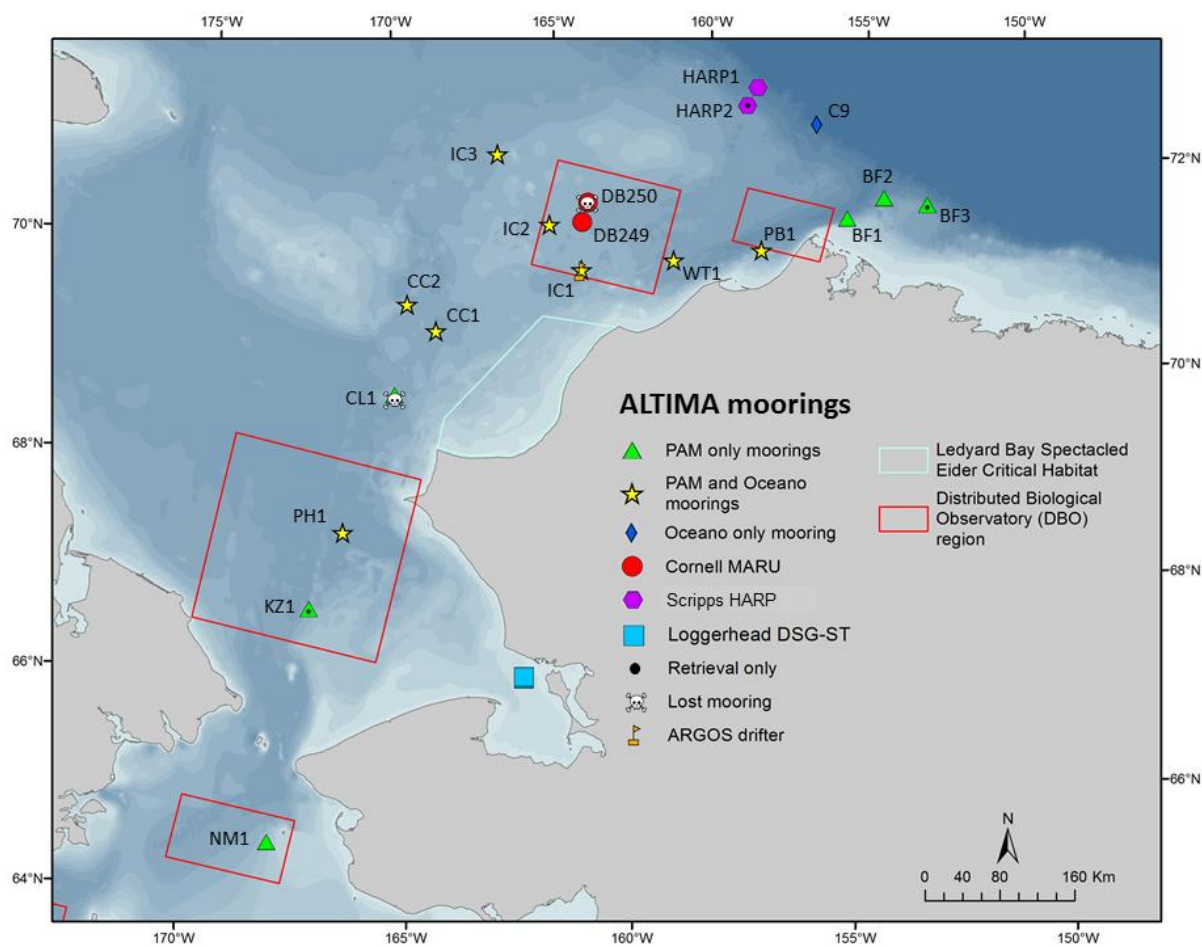 175°W
170°W
165°W
160°W
155°W
150°W
HARP1
HARP2
C9
IC3
72°N
DB250
BF2
BF3
70°N
IC2
DB249
BF1
PB1
WT1
IC1
CC2
CC1
70°N
CL1
ALTIMA moorings
68°N
PAM only moorings
Ledyard Bay Spectacled
Eider Critical Habitat
PAM and Oceano
moorings
Distributed Biological
Observatory (DBO)
region
PH1
Oceano only mooring
Cornell MARU
68°N
KZ1
Scripps HARP
Loggerhead DSG-ST
66°N
Retrieval only
Lost mooring
ARGOS drifter
66°N
NM1
N
64°N
0 40 80 160 Km
170°W
165°W
160°W
155°W
150°W